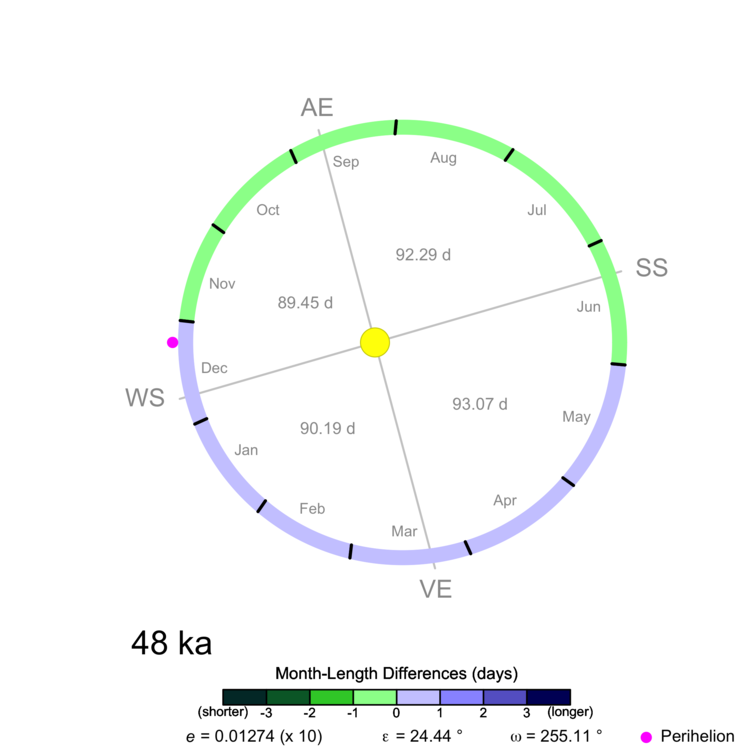 AE
Sep
Aug
Oct
Jul
92.29 d
SS
Nov
89.45 d
Jun
Dec
WS
93.07 d
May
90.19 d
Jan
Apr
Feb
Mar
VE
48 ka
Month-Length Differences (days)
(shorter) -3 -2 -1 0 1 2 3 (longer)
e = 0.01274 (x 10) ε = 24.44 ° ω = 255.11 ° Perihelion